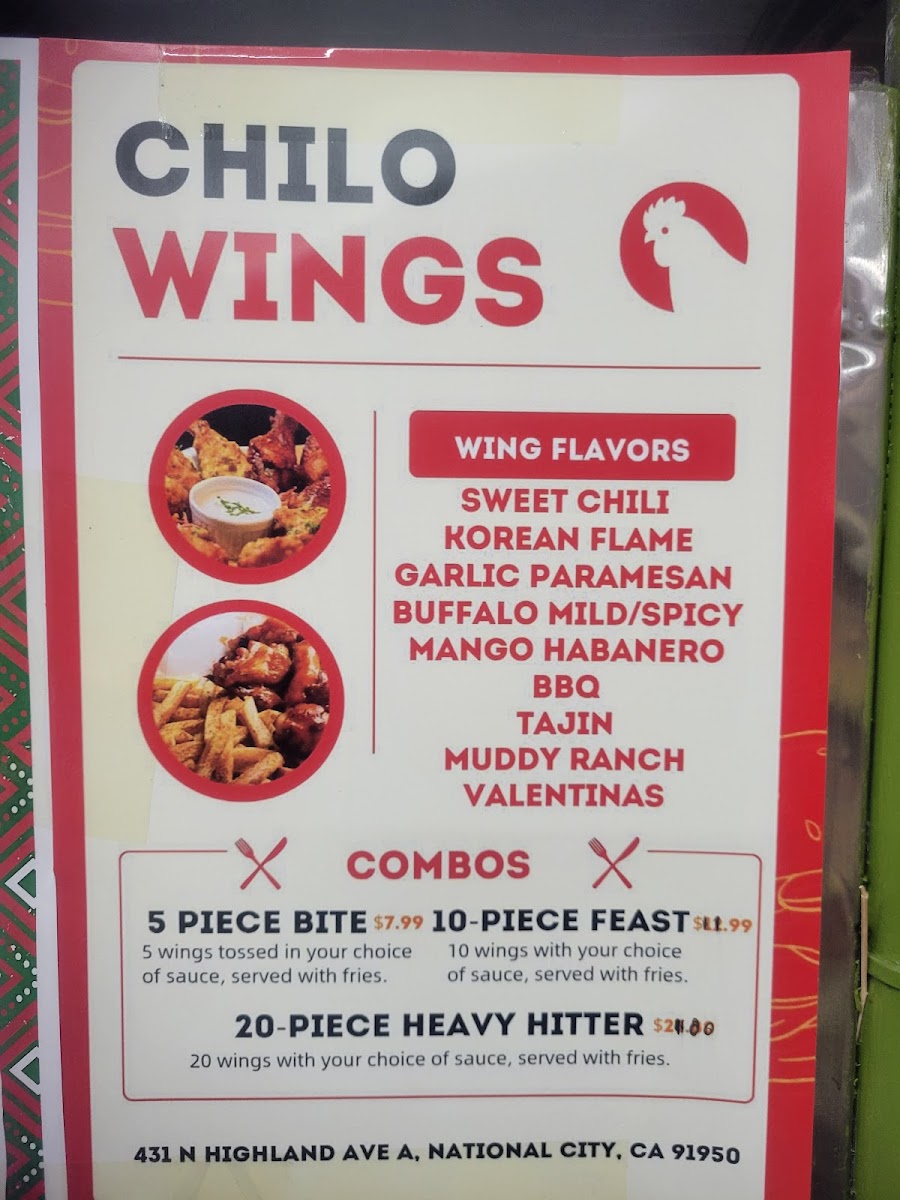 CHILO
WINGS
WING FLAVORS
SWEET CHILI
KOREAN FLAME
GARLIC PARAMESAN
BUFFALO MILD/SPICY
MANGO HABANERO
BBQ
TAJIN
MUDDY RANCH
VALENTINAS
COMBOS
5 PIECE BITE $7.99
5 wings tossed in your choice
of sauce, served with fries.
10-PIECE FEAST
10 wings with your choice
of sauce, served with fries.
20-PIECE HEAVY HITTER
20 wings with your choice of sauce, served with fries.
431 N HIGHLAND AVE A, NATIONAL CITY, CA 91950